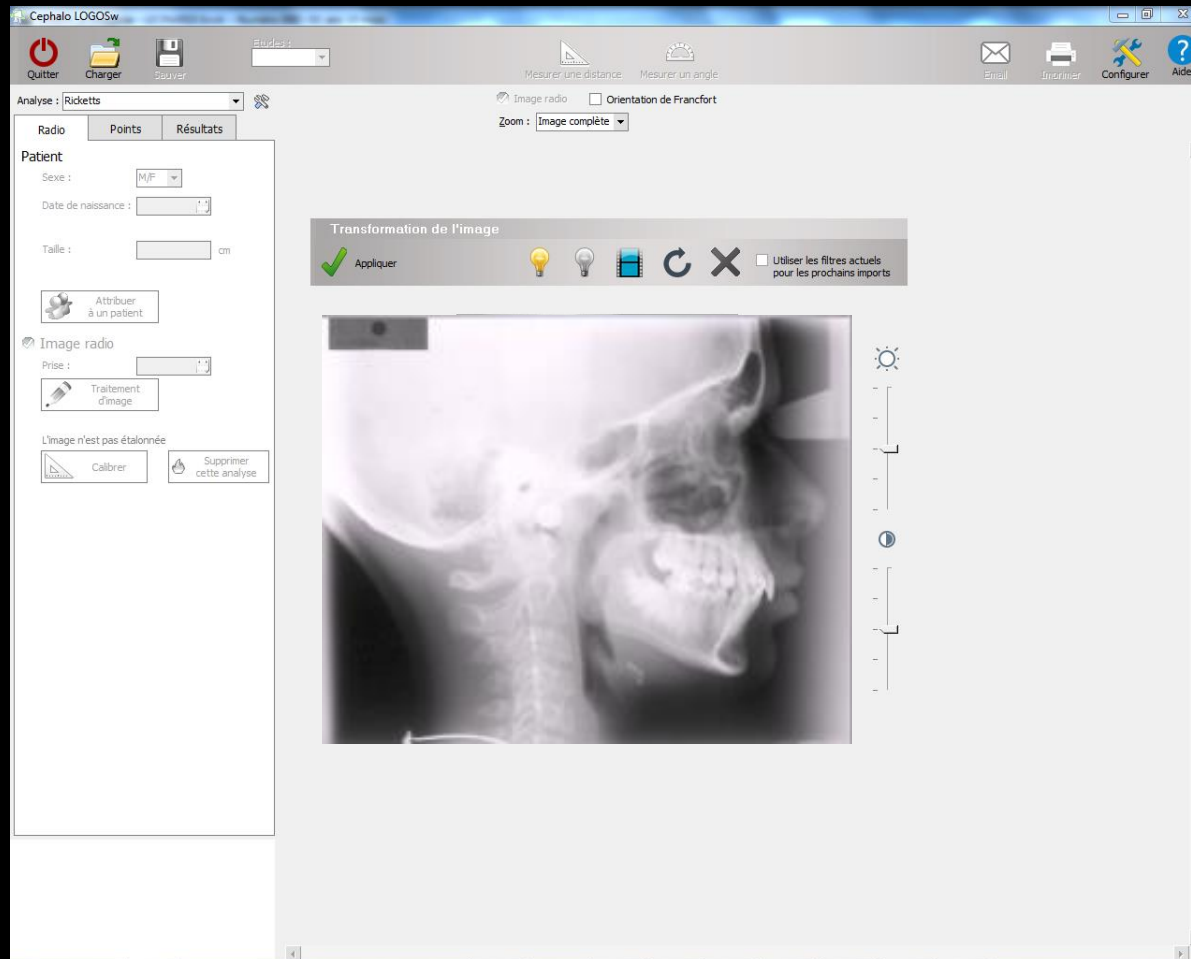 Cephalo LOGOSw
Quitter
Charger
Sauver
Etudes :
Mesurer une distance
Mesurer un angle
Email
Imprimer
Configurer
Aide
Analyse : Ricketts
Image radio
Orientation de Francfort
Zoom : Image complète
Radio
Points
Résultats
Patient
Sexe : M/F
Date de naissance :
Taille : cm
Attribuer
à un patient
Image radio
Prise :
Traitement
d'image
L'image n'est pas étalonnée
Calibrer
Supprimer
cette analyse
Transformation de l'image
Appliquer
Utiliser les filtres actuels
pour les prochains imports